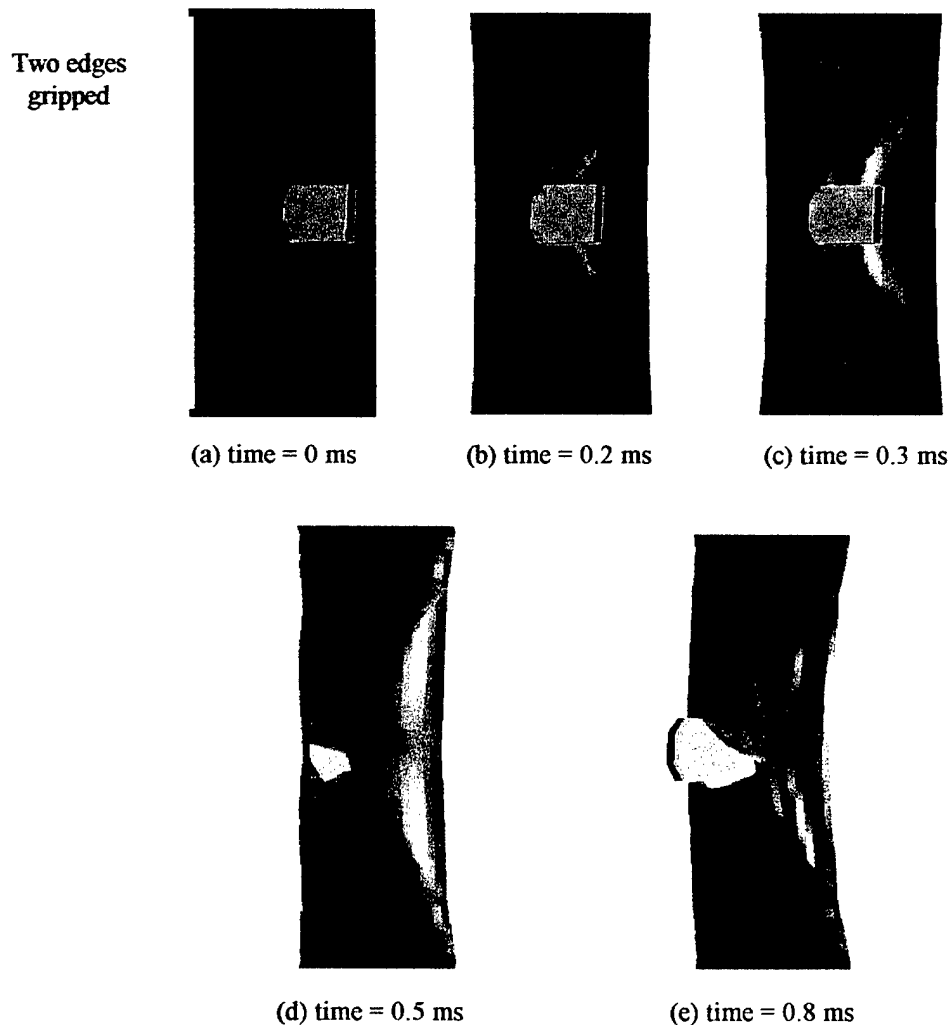 Two edges
gripped
(a) time = 0 ms
(b) time = 0.2 ms
(c) time = 0.3 ms
(d) time = 0.5 ms
(e) time = 0.8 ms